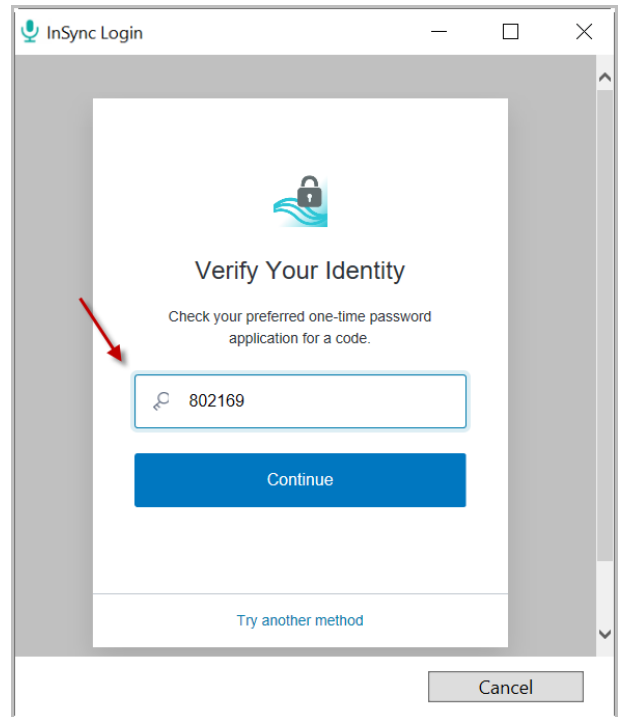 InSync Login
Verify Your Identity
Check your preferred one-time password
application for a code.
802169
Continue
Try another method
Cancel